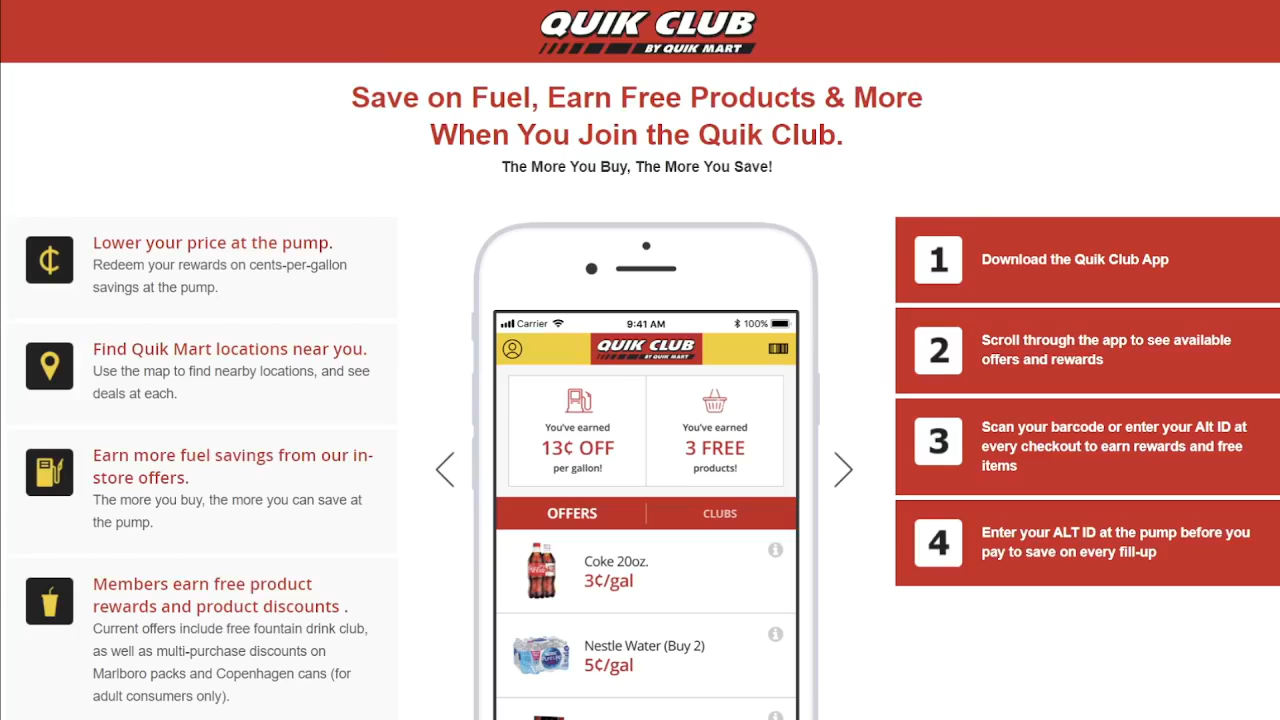 QUIK CLUB
BY QUIK MART
Save on Fuel, Earn Free Products & More
When You Join the Quik Club.
The More You Buy, The More You Save!
¢
Lower your price at the pump.
Redeem your rewards on cents-per-gallon
savings at the pump.
Find Quik Mart locations near you.
Use the map to find nearby locations, and see
deals at each.
Earn more fuel savings from our in-
store offers.
The more you buy, the more you can save at
the pump.
Members earn free product
rewards and product discounts .
Current offers include free fountain drink club,
as well as multi-purchase discounts on
Marlboro packs and Copenhagen cans (for
adult consumers only).
Carrier 9:41 AM 100%
QUIK CLUB
BY QUIK MART
You've earned
13¢ OFF
per gallon!
You've earned
3 FREE
products!
OFFERS CLUBS
Coke 20oz.
3¢/gal
Nestle Water (Buy 2)
5¢/gal
1
Download the Quik Club App
2
Scroll through the app to see available
offers and rewards
3
Scan your barcode or enter your Alt ID at
every checkout to earn rewards and free
items
4
Enter your ALT ID at the pump before you
pay to save on every fill-up